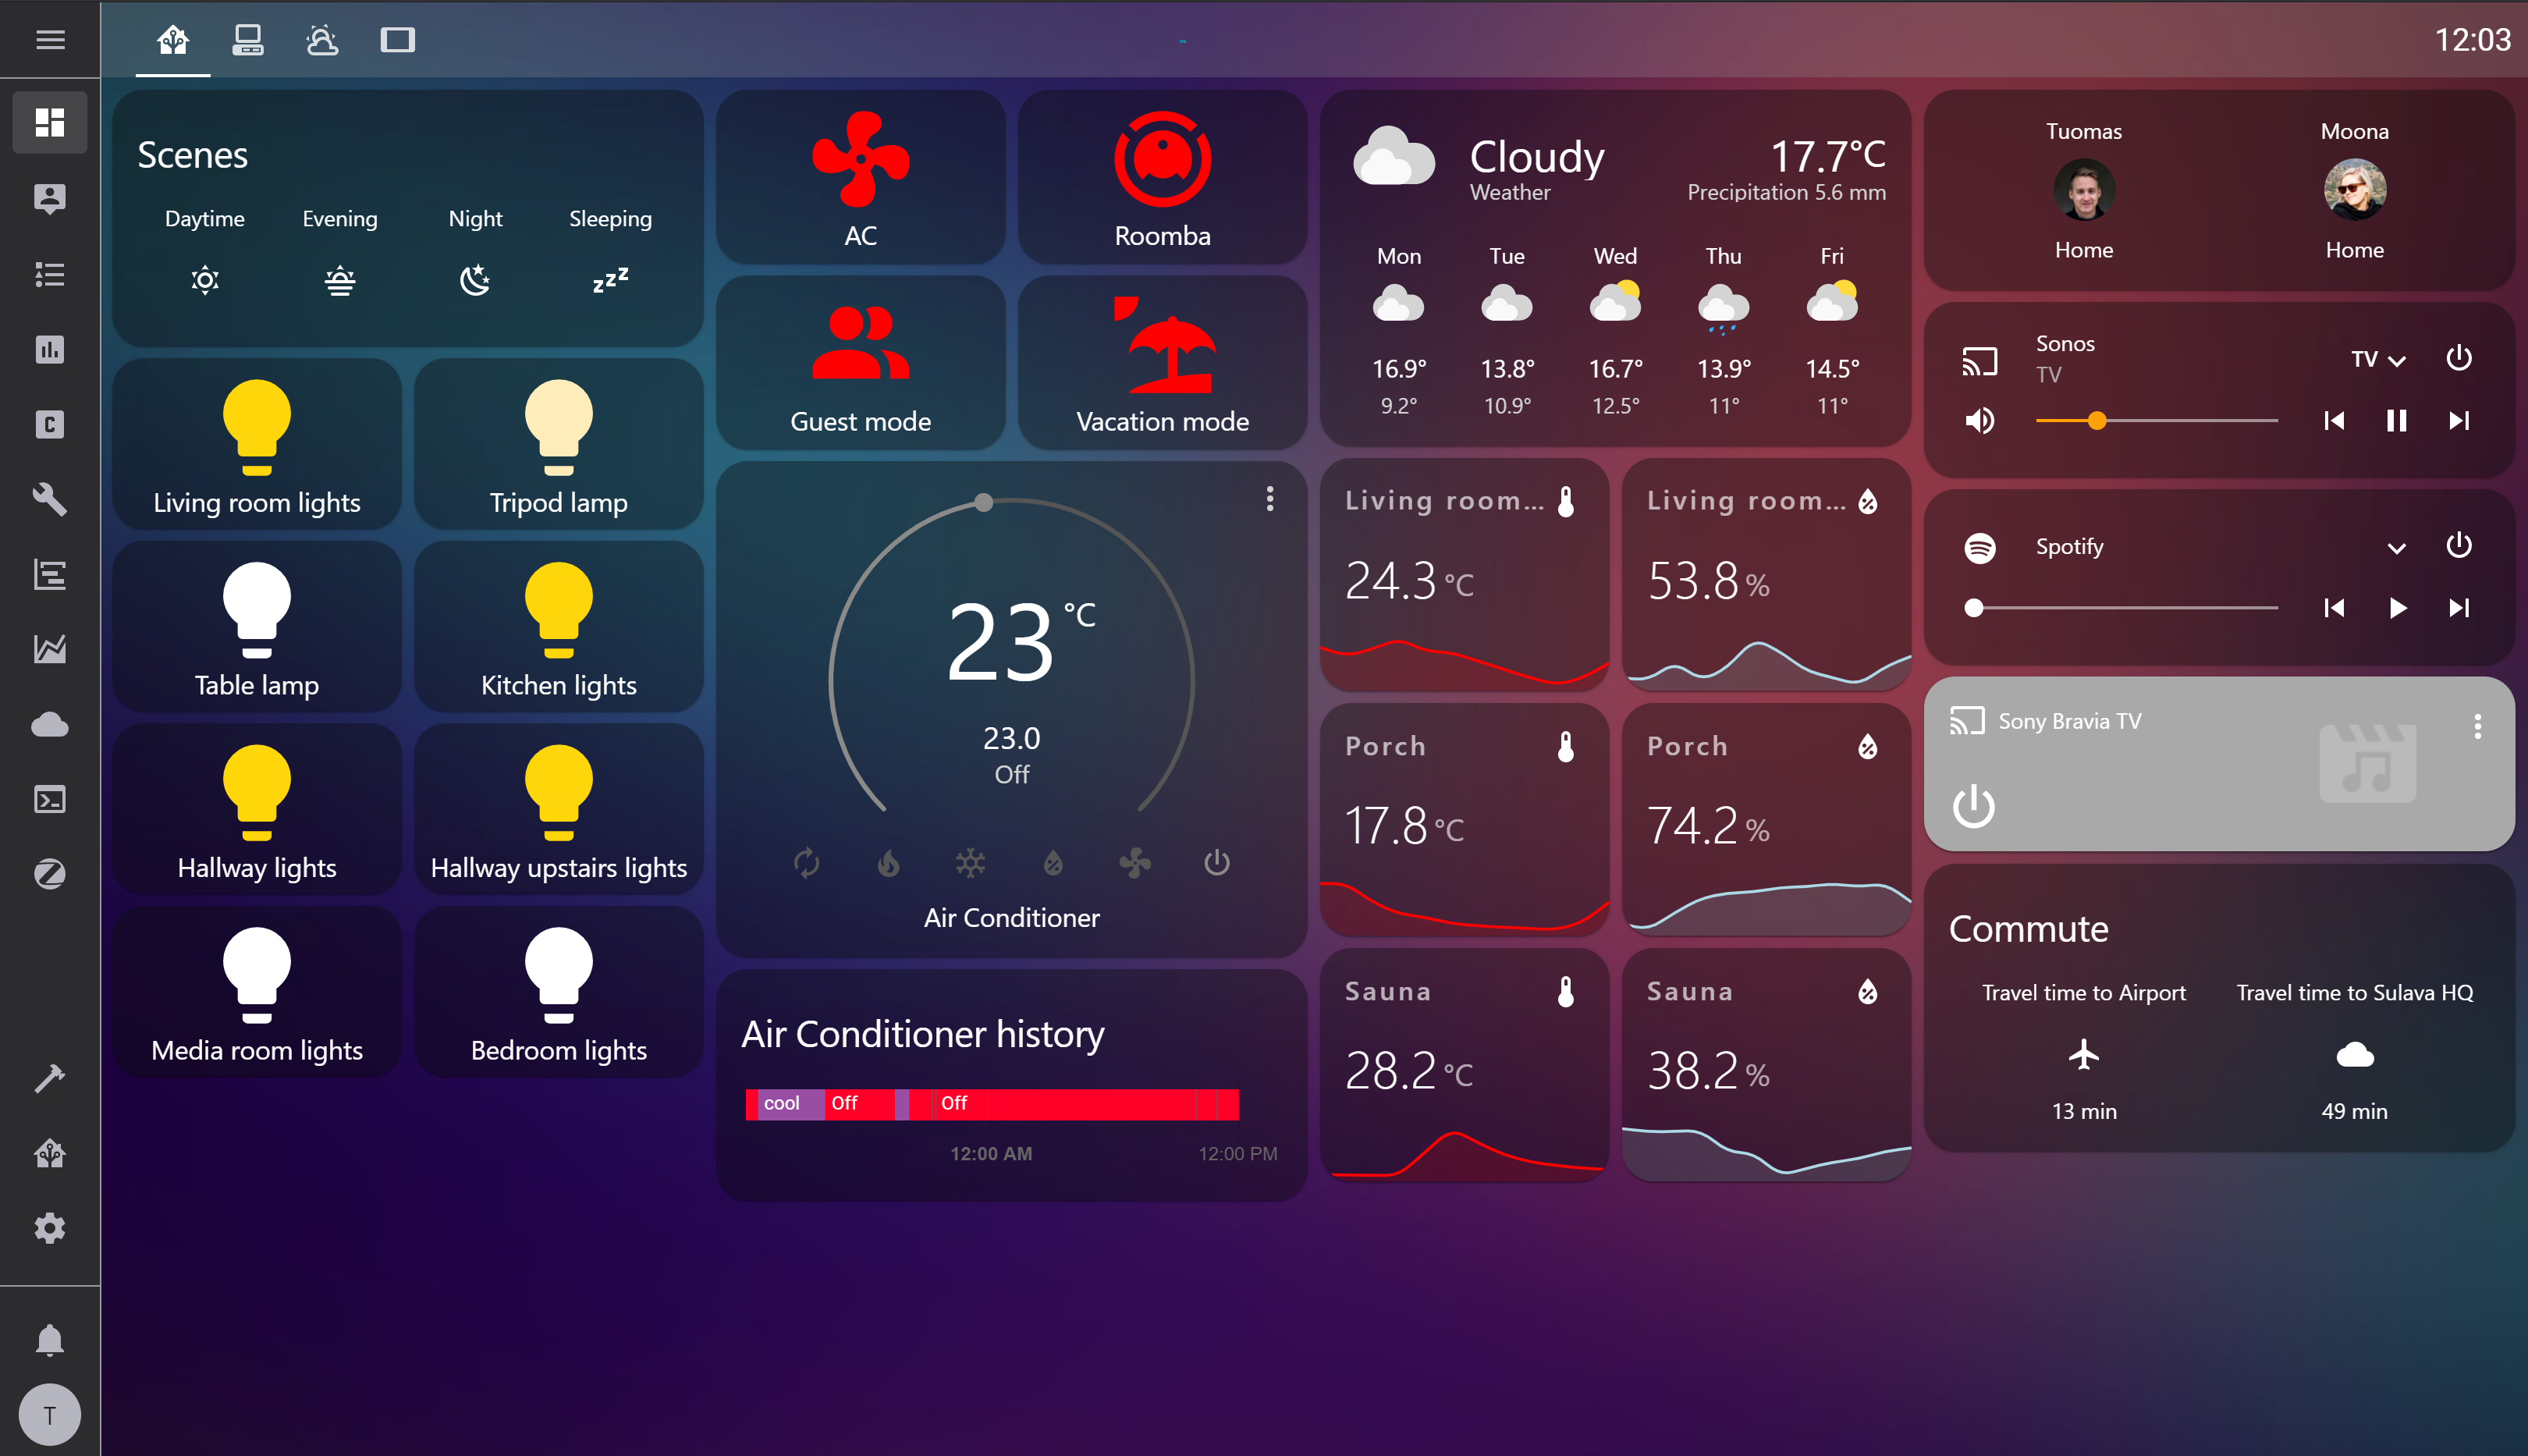 12:03
Scenes
Daytime
Evening
Night
Sleeping
zzz
Living room lights
Tripod lamp
Table lamp
Kitchen lights
Hallway lights
Hallway upstairs lights
Media room lights
Bedroom lights
AC
Roomba
Guest mode
Vacation mode
23 °C
23.0
Off
Air Conditioner
Air Conditioner history
cool
Off
Off
12:00 AM
12:00 PM
Cloudy
17.7°C
Weather
Precipitation 5.6 mm
Mon
Tue
Wed
Thu
Fri
16.9°
13.8°
16.7°
13.9°
14.5°
9.2°
10.9°
12.5°
11°
11°
Living room...
24.3 °C
Living room...
53.8 %
Porch
17.8 °C
Porch
74.2 %
Sauna
28.2 °C
Sauna
38.2 %
Tuomas
Moona
Home
Home
Sonos
TV
TV
Spotify
Sony Bravia TV
Commute
Travel time to Airport
Travel time to Sulava HQ
13 min
49 min
C
Z
T